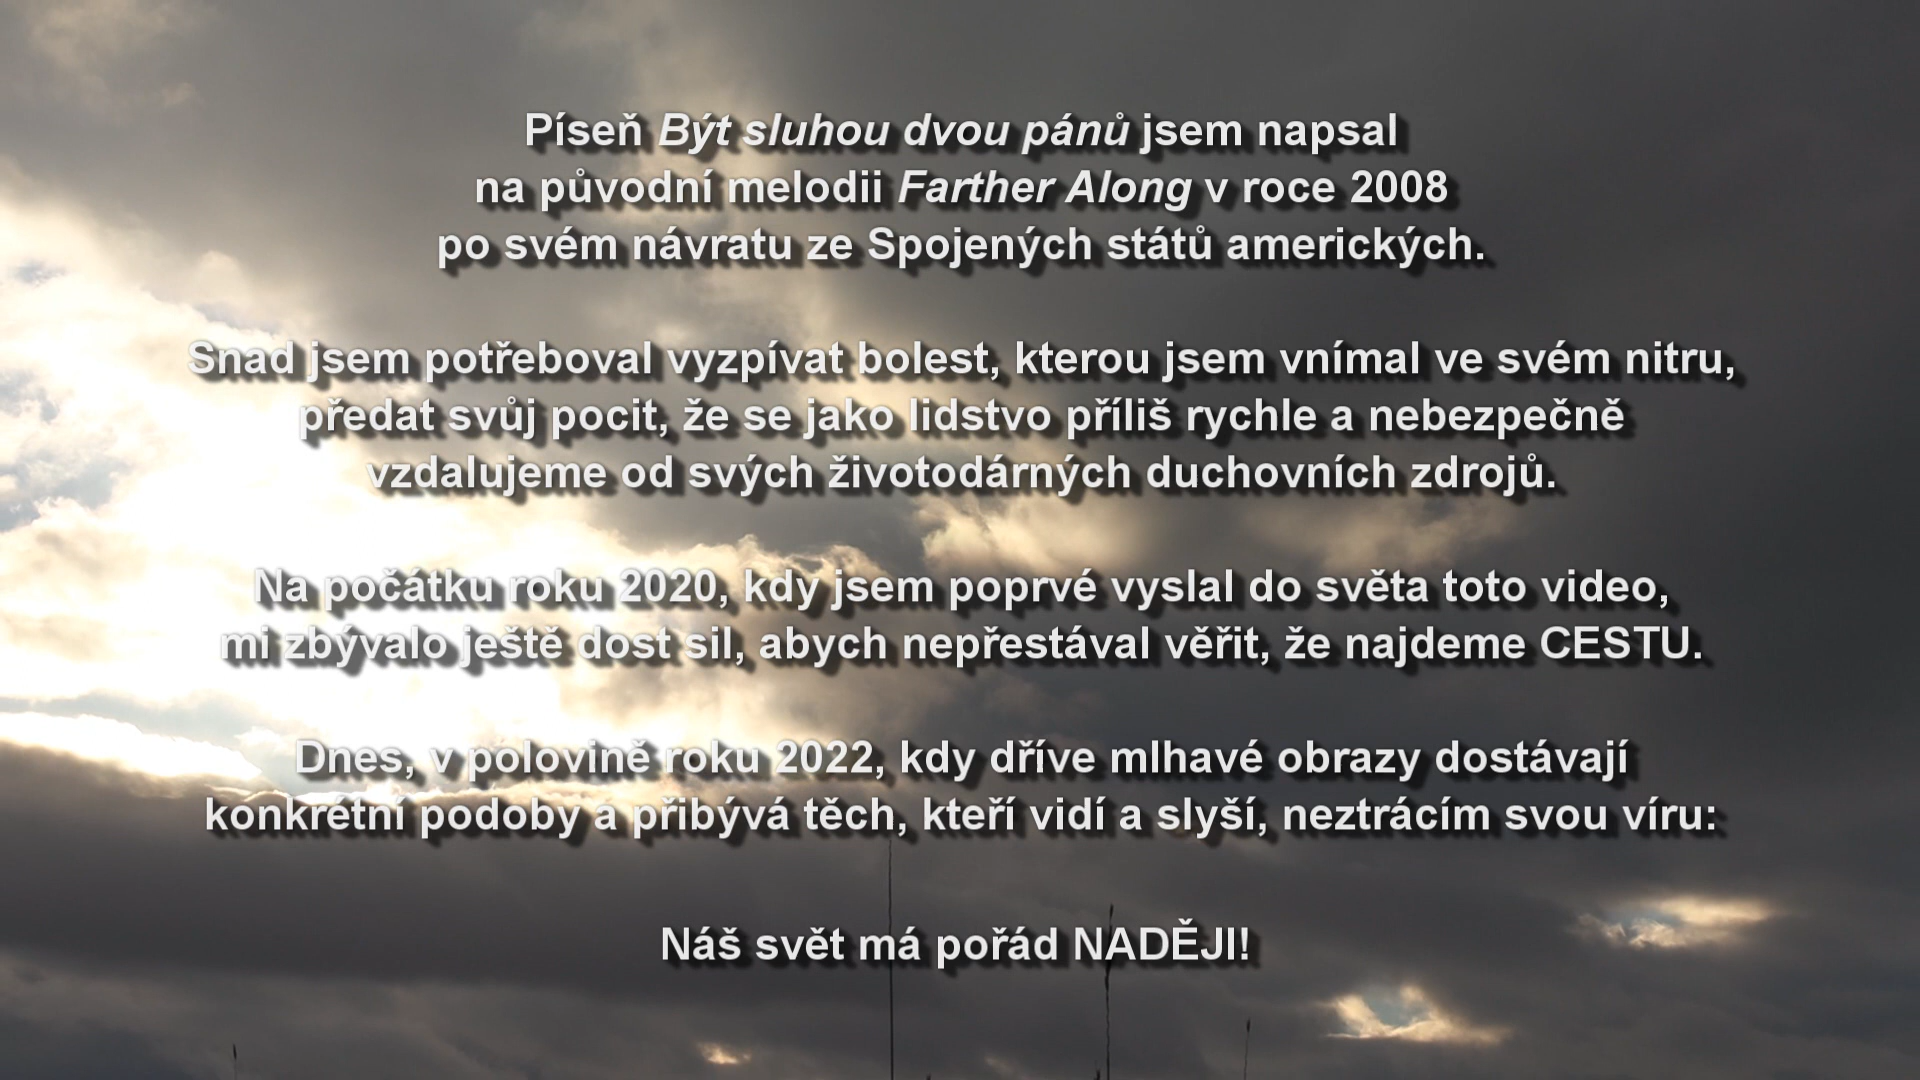 Píseň Být sluhou dvou pánů jsem napsal
na původní melodii Farther Along v roce 2008
po svém návratu ze Spojených států amerických.
Snad jsem potřeboval vyzpívat bolest, kterou jsem vnímal ve svém nitru,
předat svůj pocit, že se jako lidstvo příliš rychle a nebezpečně
vzdalujeme od svých životodárných duchovních zdrojů.
Na počátku roku 2020, kdy jsem poprvé vyslal do světa toto video,
mi zbývalo ještě dost sil, abych nepřestával věřit, že najdeme CESTU.
Dnes, v polovině roku 2022, kdy dříve mlhavé obrazy dostávají
konkrétní podoby a přibývá těch, kteří vidí a slyší, neztrácím svou víru:
Náš svět má pořád NADĚJI!